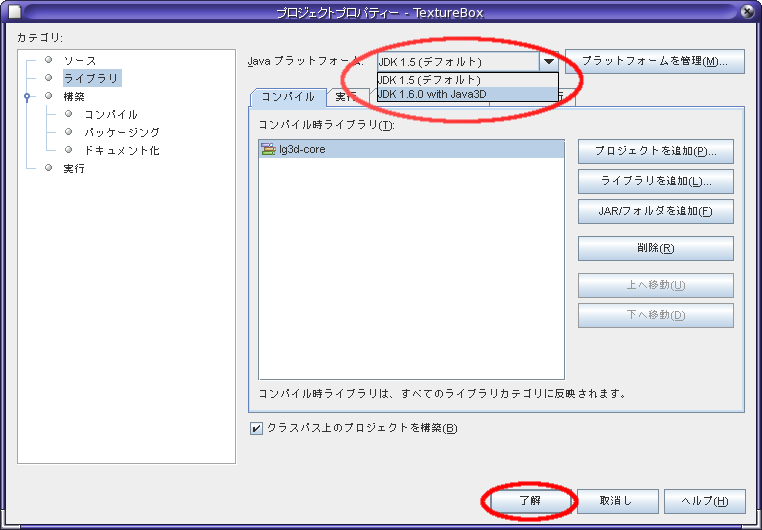 プロジェクトプロパティー - TextureBox
カテゴリ:
ソース
ライブラリ
構築
コンパイル
パッケージング
ドキュメント化
実行
Java プラットフォーム:
JDK 1.5 (デフォルト)
プラットフォームを管理(M)...
JDK 1.5 (デフォルト)
JDK 1.6.0 with Java3D
コンパイル
実行
行
コンパイル時ライブラリ(T):
lg3d-core
プロジェクトを追加(P)...
ライブラリを追加(L)...
JAR/フォルダを追加(F)
削除(R)
上へ移動(U)
下へ移動(D)
コンパイル時ライブラリは、すべてのライブラリカテゴリに反映されます。
クラスパス上のプロジェクトを構築(B)
了解
取消し
ヘルプ(H)